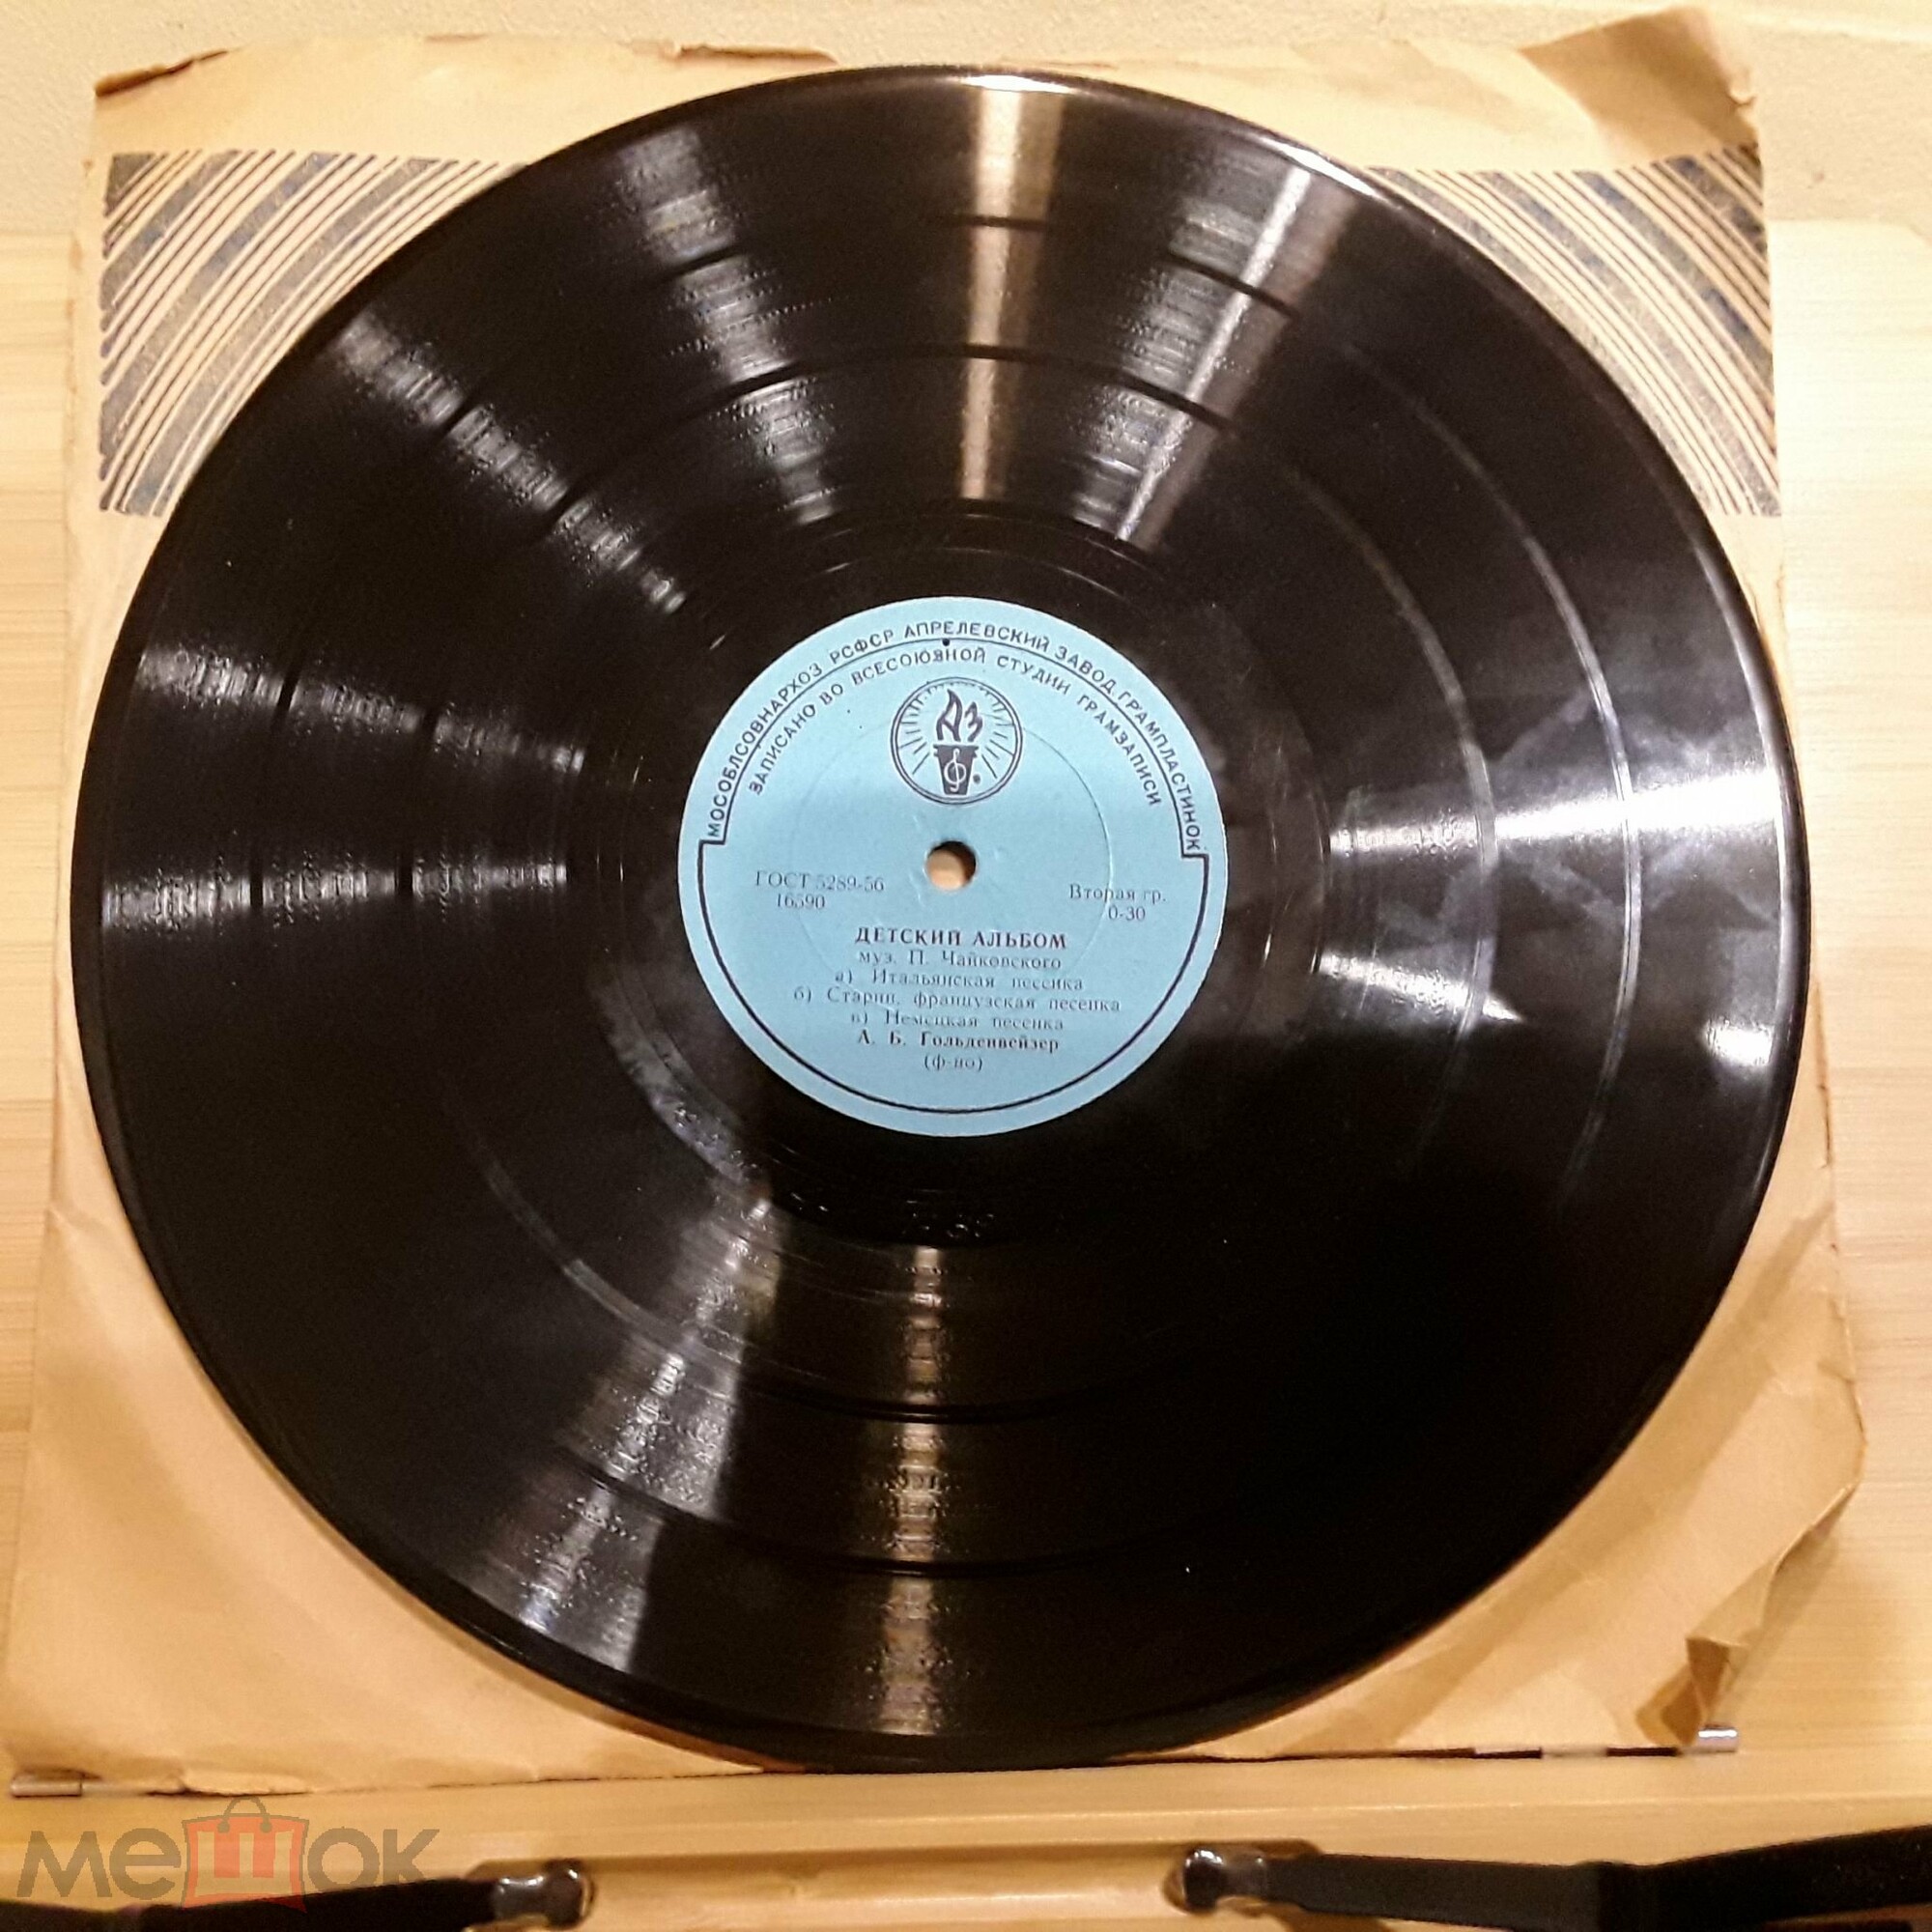 МОСОБЛСОВНАРХОЗ РСФСР АПРЕЛЕВСКИЙ ЗАВОД ГРАМПЛАСТИНОК
ЗАПИСАНО ВО ВСЕСОЮЗНОЙ СТУДИИ ГРАМЗАПИСИ
АЗ
ГОСТ 5289-56 Вторая гр.
16590 0-30
ДЕТСКИЙ АЛЬБОМ
муз. П. Чайковского
а) Итальянская песенка
б) Старин. французская песенка
в) Немецкая песенка
А. Б. Гольденвейзер
(ф-но)
мешок